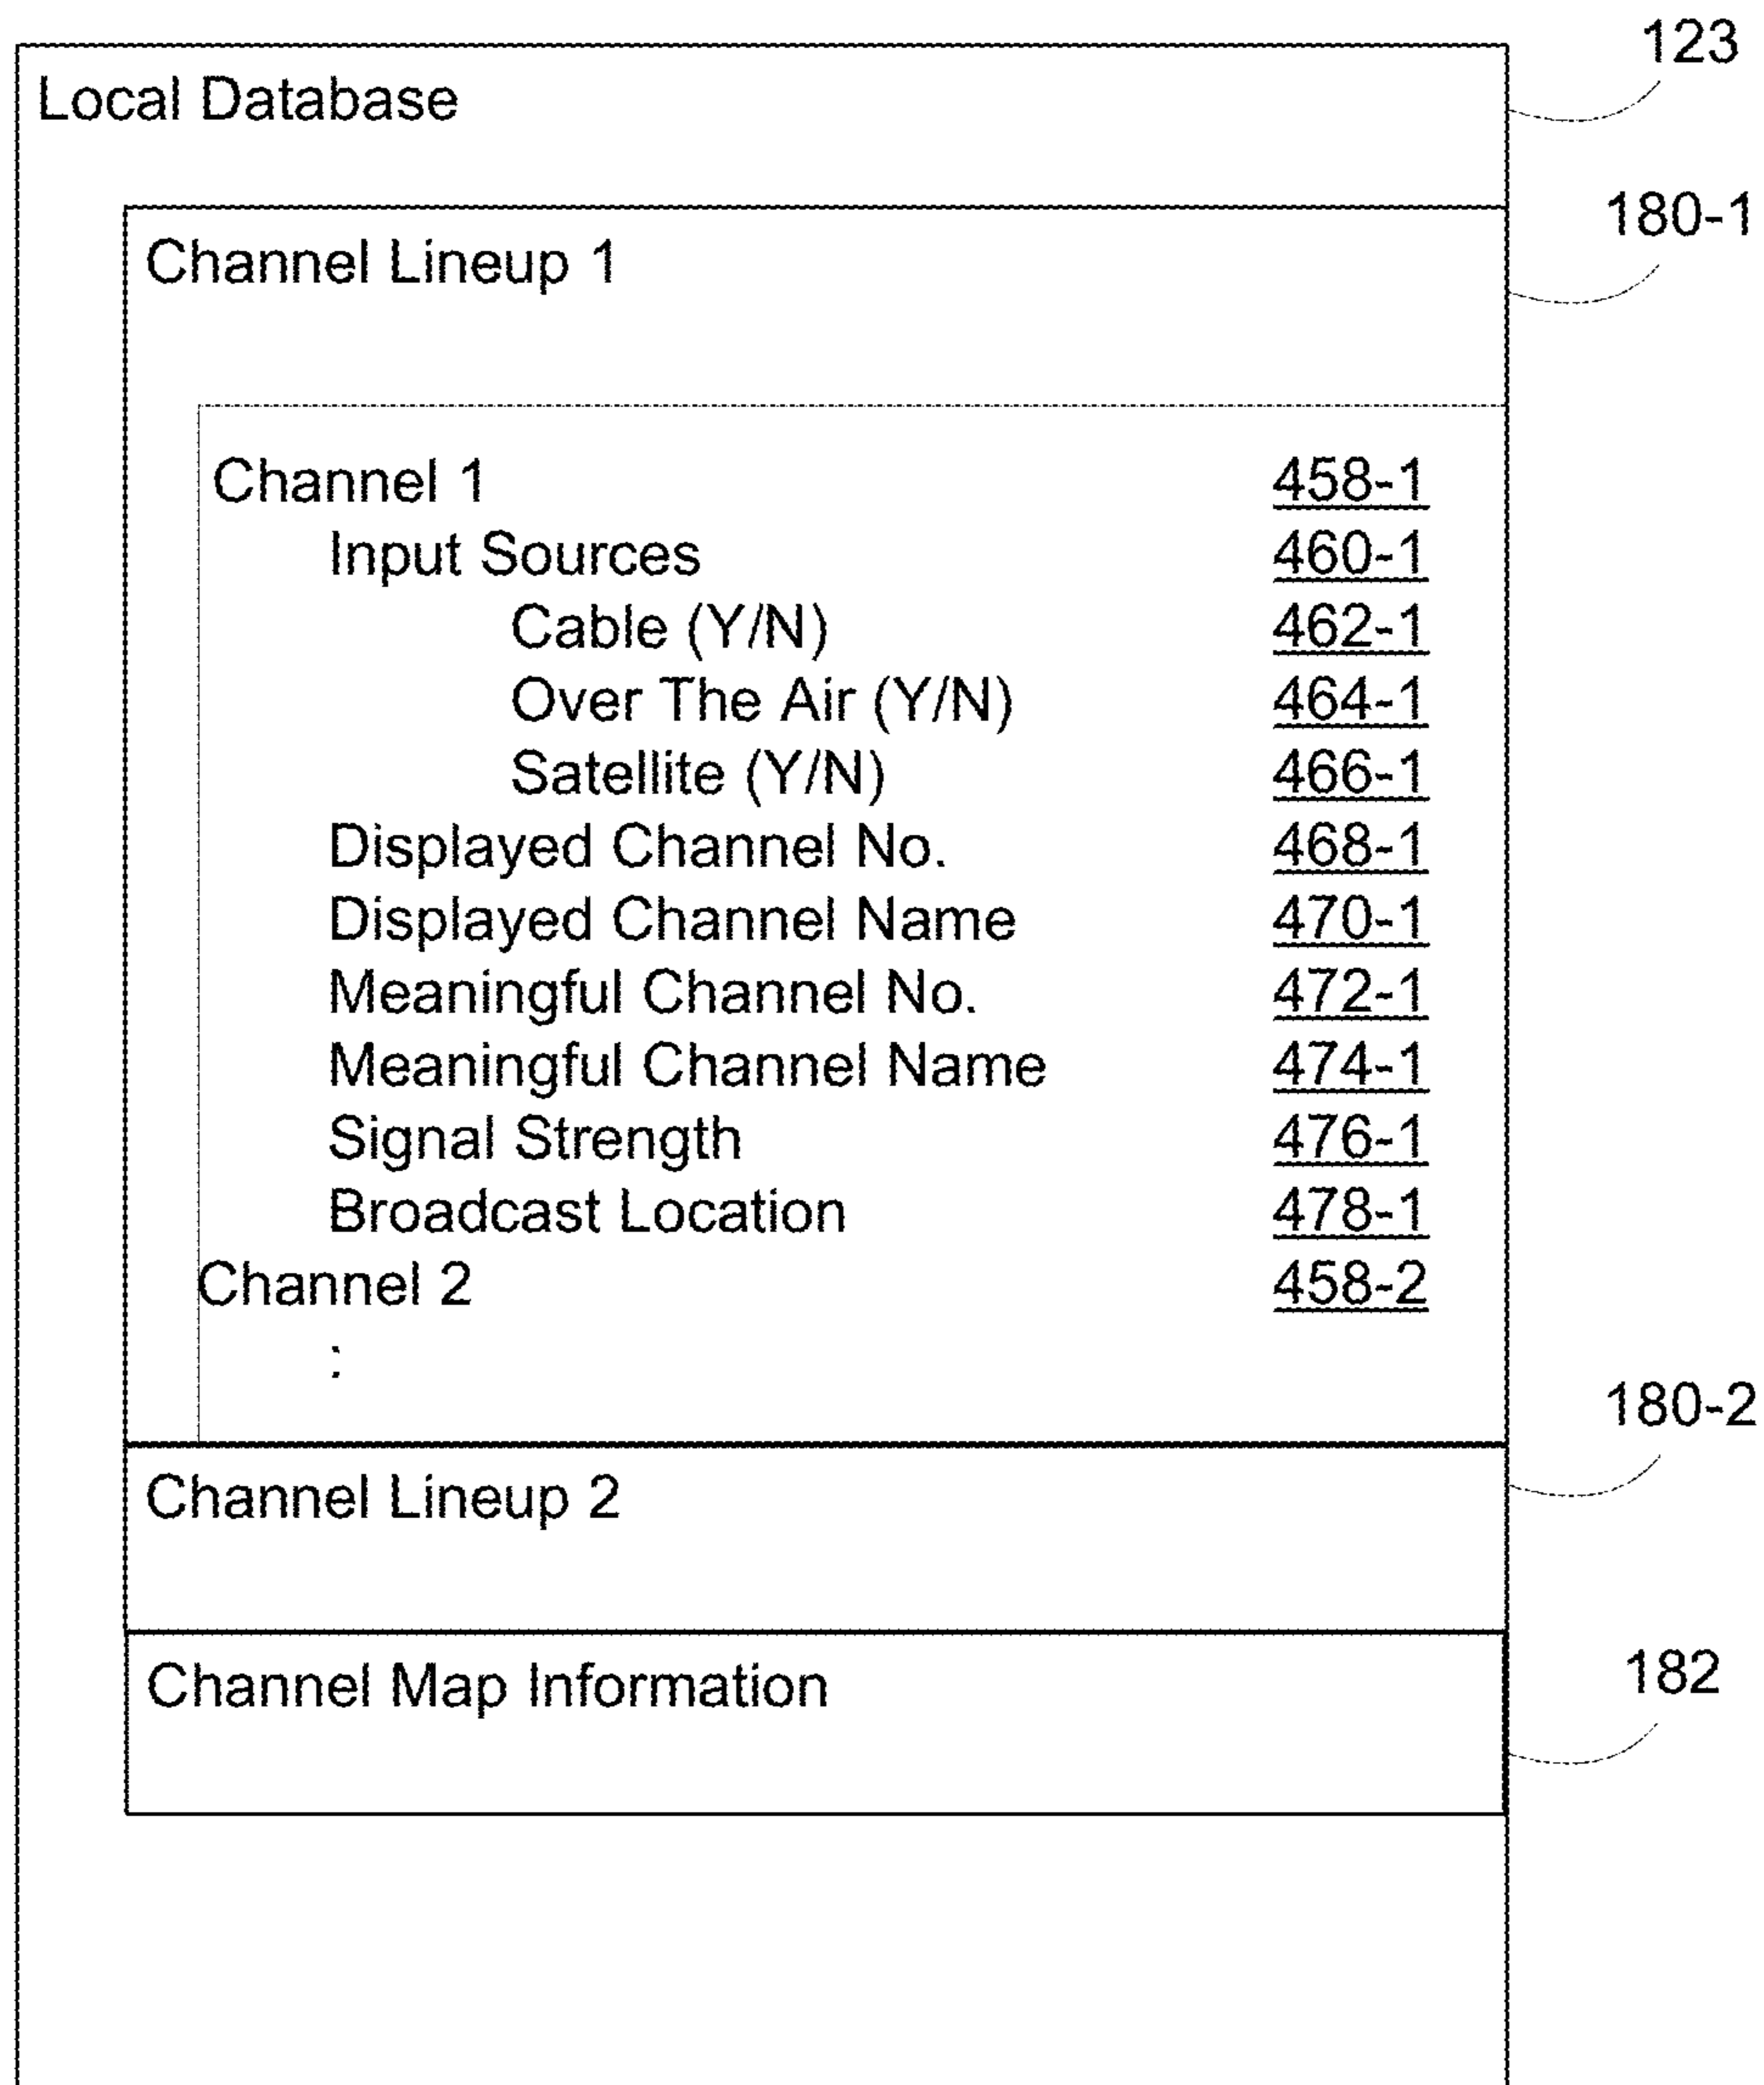 123
Local Database
180-1
Channel Lineup 1
Channel 1 458-1
Input Sources 460-1
Cable (Y/N) 462-1
Over The Air (Y/N) 464-1
Satellite (Y/N) 466-1
Displayed Channel No. 468-1
Displayed Channel Name 470-1
Meaningful Channel No. 472-1
Meaningful Channel Name 474-1
Signal Strength 476-1
Broadcast Location 478-1
Channel 2 458-2
:
180-2
Channel Lineup 2
182
Channel Map Information